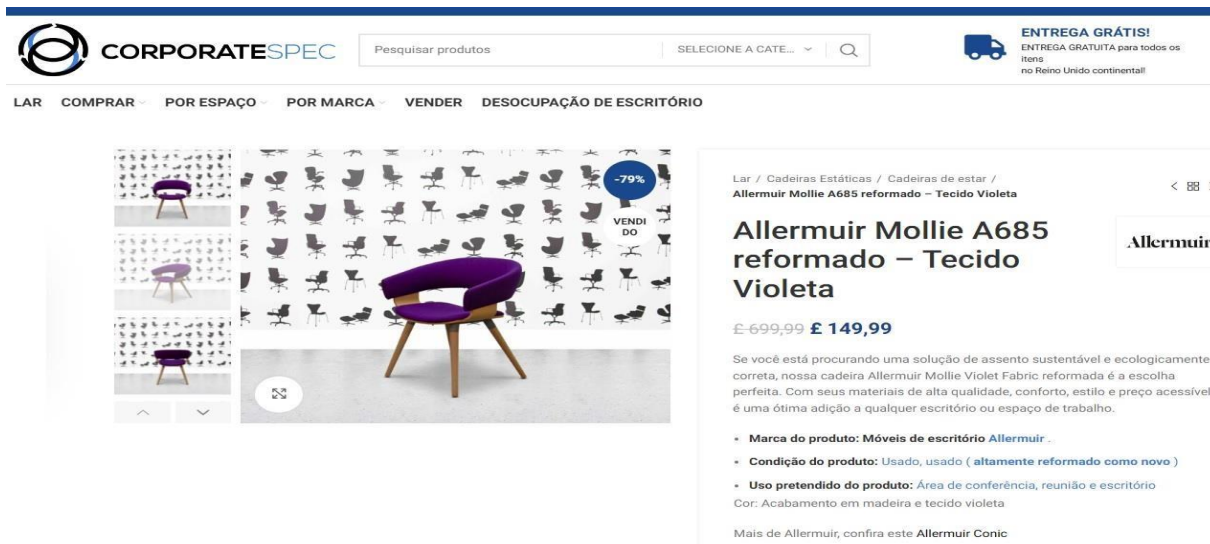 CORPORATESPEC
Pesquisar produtos
SELECIONE A CATE...
ENTREGA GRÁTIS!
ENTREGA GRATUITA para todos os
itens
no Reino Unido continental!
LAR COMPRAR POR ESPAÇO POR MARCA VENDER DESOCUPAÇÃO DE ESCRITÓRIO
-79%
VENDI
DO
Lar / Cadeiras Estáticas / Cadeiras de estar /
Allermuir Mollie A685 reformado – Tecido Violeta
Allermuir Mollie A685
reformado – Tecido
Violeta
Allermuir
£ 699,99 £ 149,99
Se você está procurando uma solução de assento sustentável e ecologicamente
correta, nossa cadeira Allermuir Mollie Violet Fabric reformada é a escolha
perfeita. Com seus materiais de alta qualidade, conforto, estilo e preço acessível
é uma ótima adição a qualquer escritório ou espaço de trabalho.
• Marca do produto: Móveis de escritório Allermuir .
• Condição do produto: Usado, usado ( altamente reformado como novo )
• Uso pretendido do produto: Área de conferência, reunião e escritório
Cor: Acabamento em madeira e tecido violeta
Mais de Allermuir, confira este Allermuir Conic